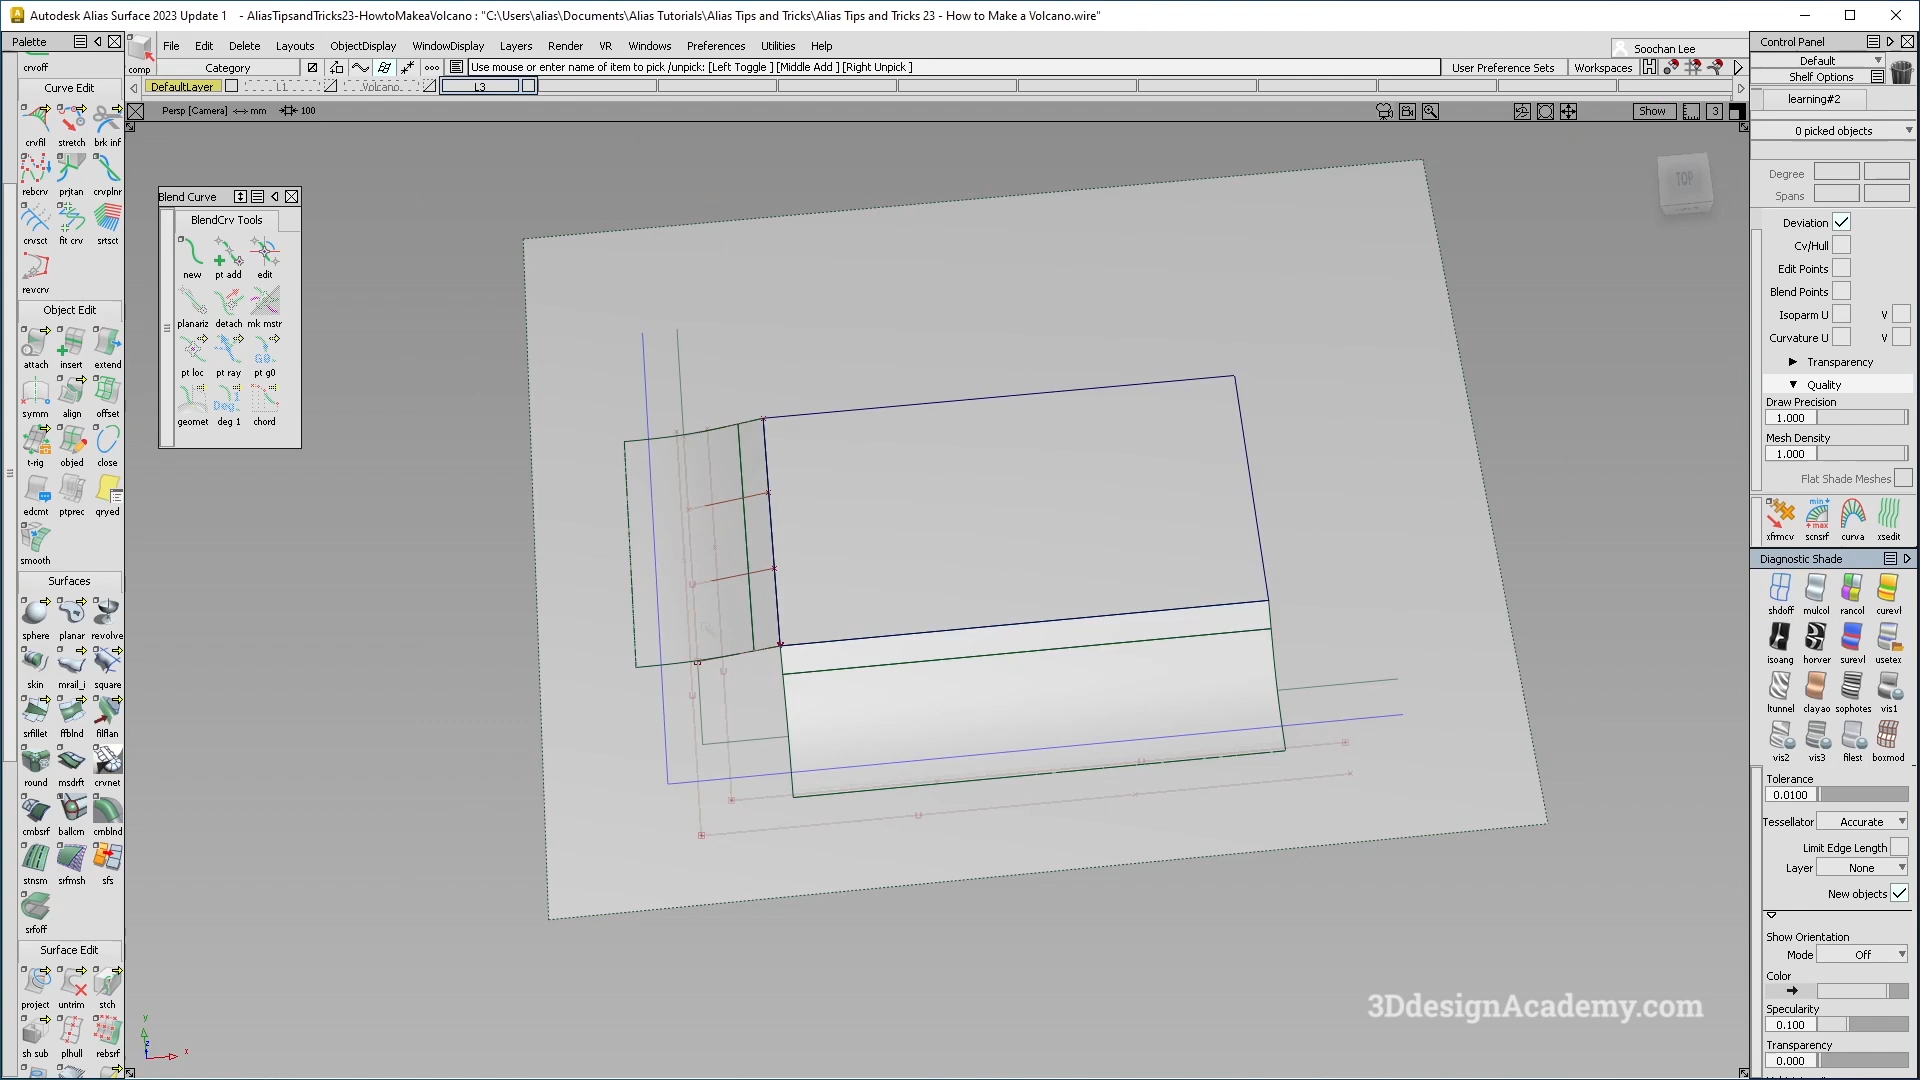 Autodesk Alias Surface 2023 Update 1 - AliasTipsandTricks23-HowtoMakeaVolcano : "C:\Users\alias\Documents\Alias Tutorials\Alias Tips and Tricks\Alias Tips and Tricks 23 - How to Make a Volcano.wire"
Palette
comp
File Edit Delete Layouts ObjectDisplay WindowDisplay Layers Render VR Windows Preferences Utilities Help
Soochan Lee
Category
Use mouse or enter name of item to pick /unpick: [Left Toggle ] [Middle Add ] [Right Unpick ]
User Preference Sets Workspaces
DefaultLayer L1 Volcano L3
Persp [Camera] <-> mm 100
Show 3
crvoff
Curve Edit
crvfil stretch brk inf
rebcrv prjtan crvplnr
crvsct fit crv srtsct
revcrv
Object Edit
attach insert extend
symm align offset
t-rig objed close
edcmt ptprec qryed
smooth
Surfaces
sphere planar revolve
skin mrail_i square
srfillet ffblnd filflan
round msdrft crvnet
cmbsrf ballcrn crnblnd
stnsm srfmsh sfs
srfoff
Surface Edit
project untrim stch
sh sub plhull rebsrf
Blend Curve
BlendCrv Tools
new pt add edit
planariz detach mk mstr
pt loc pt ray pt g0
geomet deg 1 chord
TOP
y
z
x
3DdesignAcademy.com
Control Panel
Default
Shelf Options
learning#2
0 picked objects
Degree
Spans
Deviation
Cv/Hull
Edit Points
Blend Points
Isoparm U V
Curvature U V
Transparency
Quality
Draw Precision
1.000
Mesh Density
1.000
Flat Shade Meshes
xfrmcv scnsrf curva xsedit
Diagnostic Shade
shdoff mulcol rancol curevl
isoang horver surevl usetex
ltunnel clayao sophotes vis1
vis2 vis3 filest boxmod
Tolerance
0.0100
Tessellator Accurate
Limit Edge Length
Layer None
New objects
Show Orientation
Mode Off
Color
Specularity
0.100
Transparency
0.000